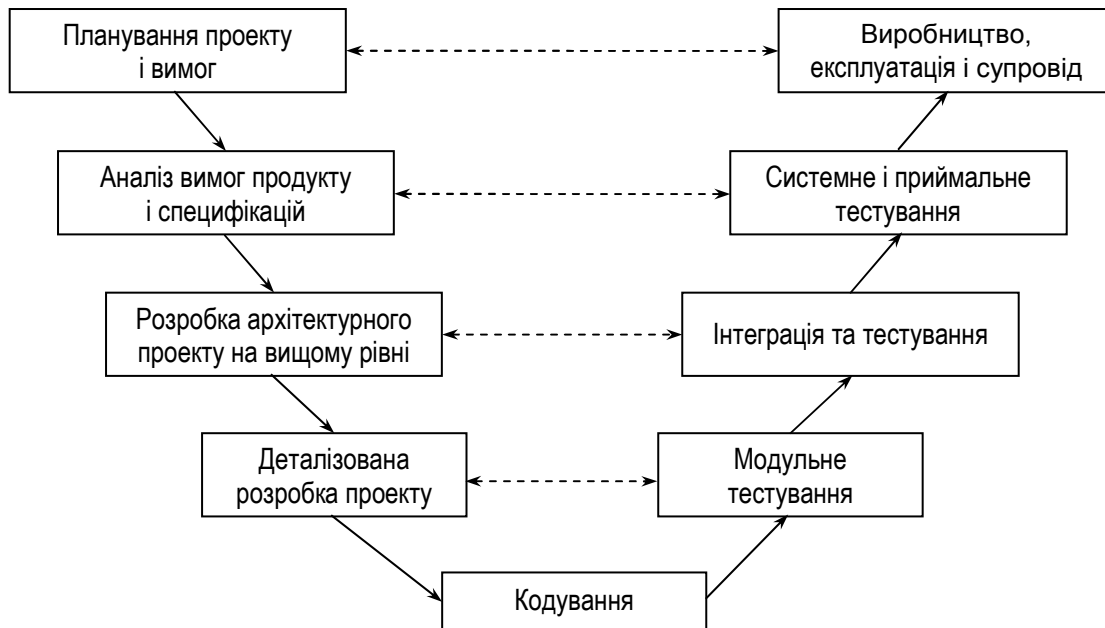 Планування проекту
і вимог
Виробництво,
експлуатація і супровід
Аналіз вимог продукту
і специфікацій
Системне і приймальне
тестування
Розробка архітектурного
проекту на вищому рівні
Інтеграція та тестування
Деталізована
розробка проекту
Модульне
тестування
Кодування